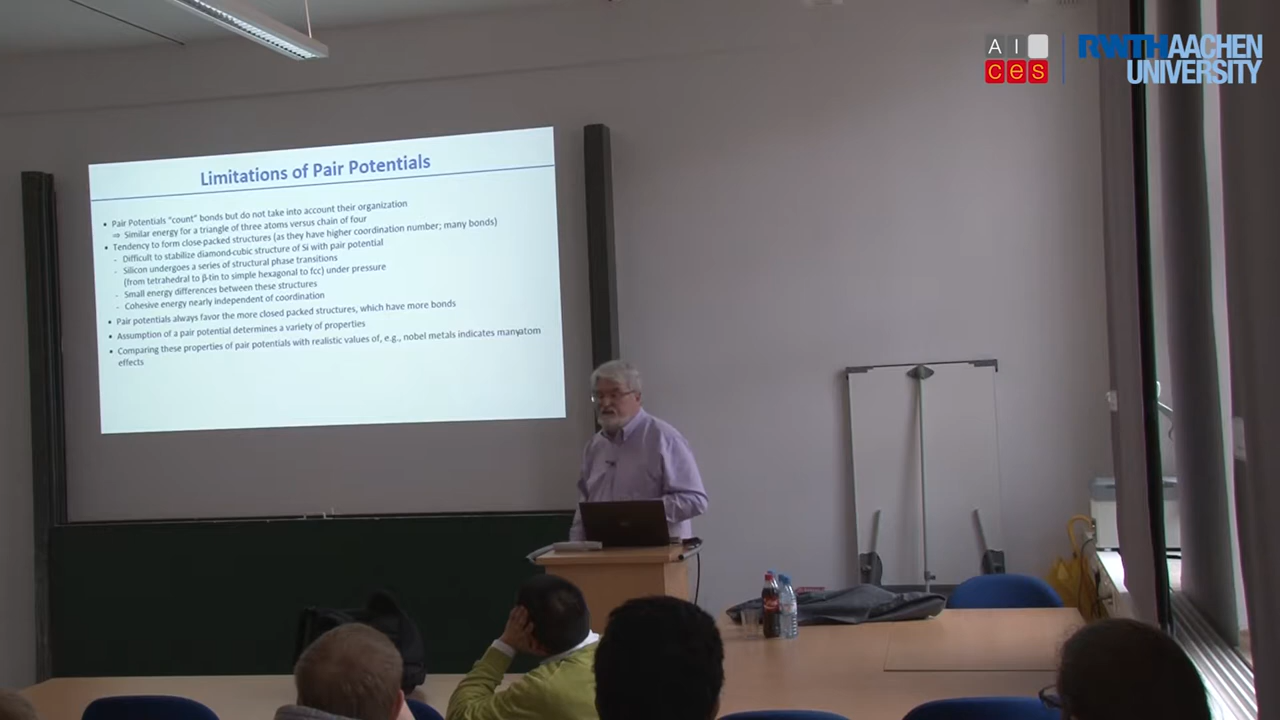 AI
ces
RWTHAACHEN
UNIVERSITY
Limitations of Pair Potentials
• Pair Potentials "count" bonds but do not take into account their organization
⇒ Similar energy for a triangle of three atoms versus chain of four
• Tendency to form close-packed structures (as they have higher coordination number; many bonds)
- Difficult to stabilize diamond-cubic structure of Si with pair potential
- Silicon undergoes a series of structural phase transitions
(from tetrahedral to β-tin to simple hexagonal to fcc) under pressure
- Small energy differences between these structures
- Cohesive energy nearly independent of coordination
• Pair potentials always favor the more closed packed structures, which have more bonds
• Assumption of a pair potential determines a variety of properties
• Comparing these properties of pair potentials with realistic values of, e.g., nobel metals indicates manyatom
effects